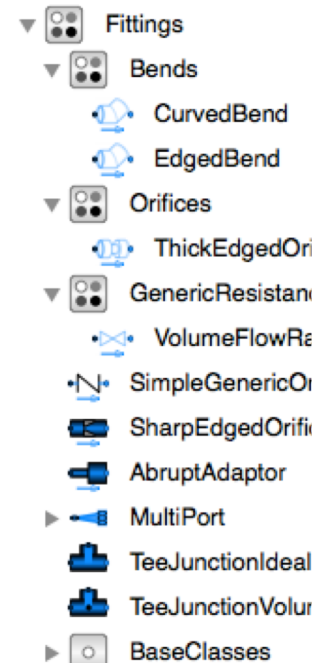 Fittings
Bends
CurvedBend
EdgedBend
Orifices
ThickEdgedOri
GenericResistanc
VolumeFlowRa
SimpleGenericOr
SharpEdgedOrific
AbruptAdaptor
MultiPort
TeeJunctionIdeal
TeeJunctionVolur
BaseClasses